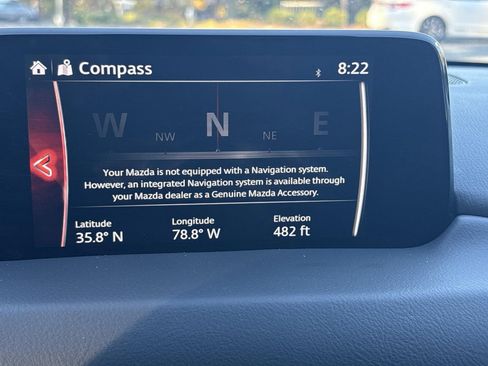 Compass 8:22
W NW N NE E
Your Mazda is not equipped with a Navigation system.
However, an integrated Navigation system is available through
your Mazda dealer as a Genuine Mazda Accessory.
Latitude Longitude Elevation
35.8° N 78.8° W 482 ft